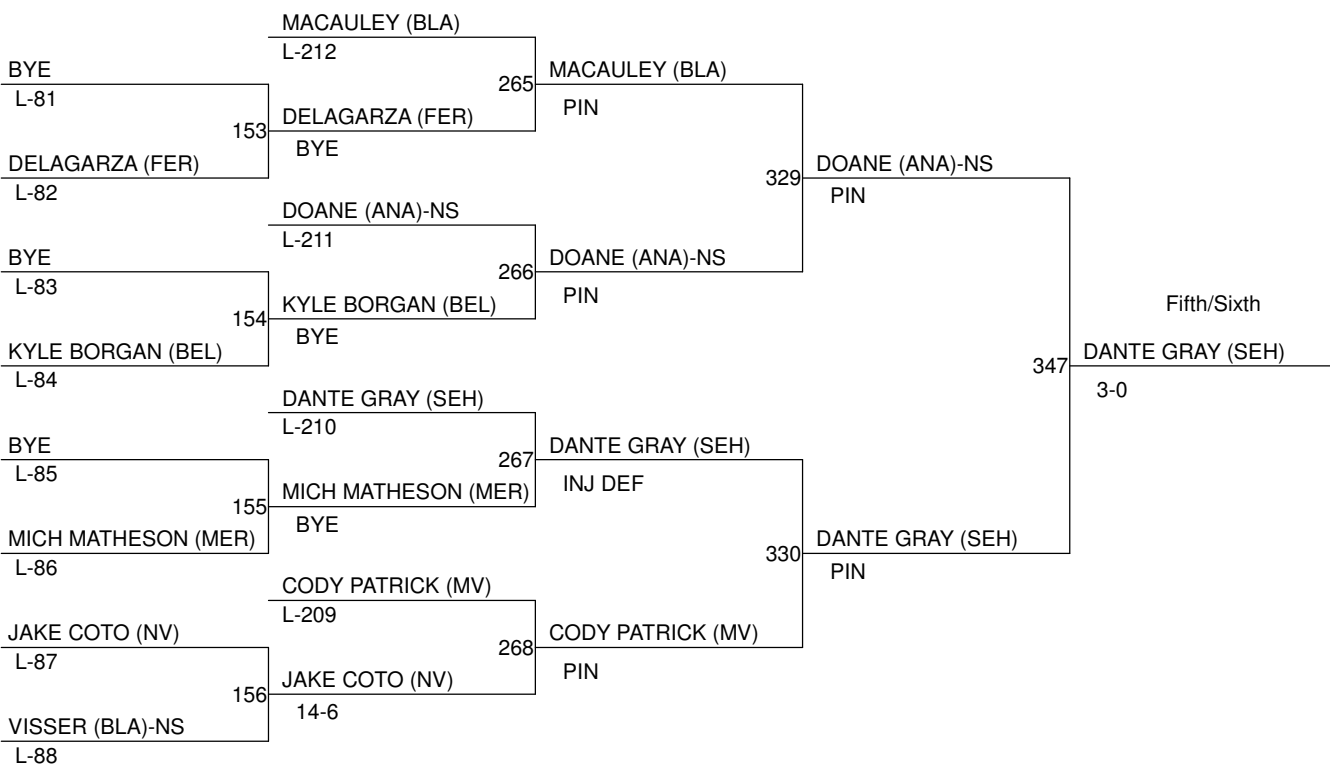 MACAULEY (BLA)
L-212
BYE
L-81
265
MACAULEY (BLA)
PIN
153
DELAGARZA (FER)
BYE
DELAGARZA (FER)
L-82
329
DOANE (ANA)-NS
PIN
DOANE (ANA)-NS
L-211
BYE
L-83
266
DOANE (ANA)-NS
PIN
154
KYLE BORGAN (BEL)
BYE
KYLE BORGAN (BEL)
L-84
Fifth/Sixth
347
DANTE GRAY (SEH)
3-0
DANTE GRAY (SEH)
L-210
BYE
L-85
267
DANTE GRAY (SEH)
INJ DEF
155
MICH MATHESON (MER)
BYE
MICH MATHESON (MER)
L-86
330
DANTE GRAY (SEH)
PIN
CODY PATRICK (MV)
L-209
JAKE COTO (NV)
L-87
268
CODY PATRICK (MV)
PIN
156
JAKE COTO (NV)
14-6
VISSER (BLA)-NS
L-88